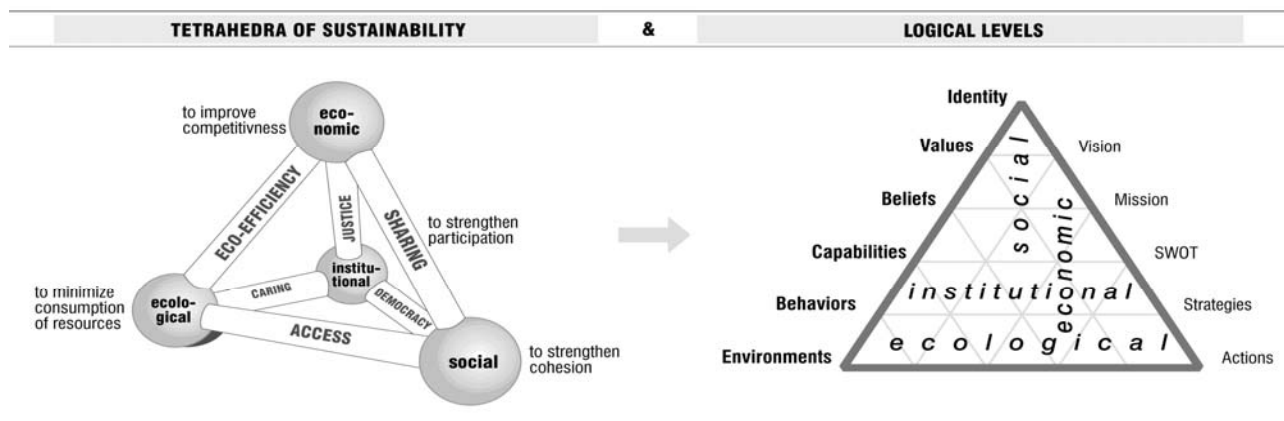 TETRAHEDRA OF SUSTAINABILITY & LOGICAL LEVELS
to improve
competitivness
eco-
nomic
ECO-EFFICIENCY
JUSTICE
SHARING
to strengthen
participation
institu-
tional
CARING
DEMOCRACY
to minimize
consumption
of resources
ecolo-
gical
ACCESS
social
to strengthen
cohesion
Identity
Values
Vision
Beliefs
Mission
Capabilities
SWOT
Behaviors
Strategies
Environments
Actions
social
economic
institutional
ecological